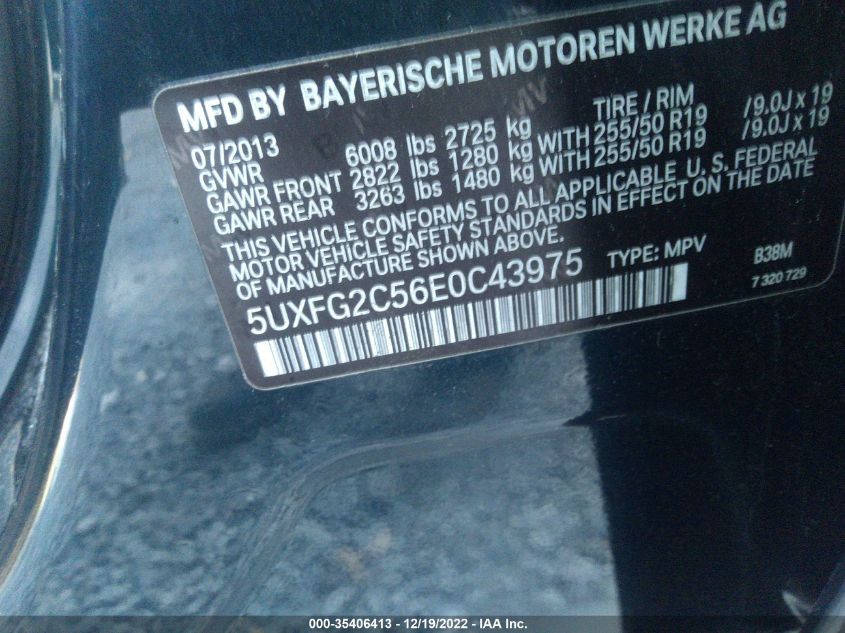 MFD BY BAYERISCHE MOTOREN WERKE AG
07/2013 TIRE / RIM
GVWR 6008 lbs 2725 kg
GAWR FRONT 2822 lbs 1280 kg WITH 255/50 R19 /9.0J x 19
GAWR REAR 3263 lbs 1480 kg WITH 255/50 R19 /9.0J x 19
THIS VEHICLE CONFORMS TO ALL APPLICABLE U. S. FEDERAL
MOTOR VEHICLE SAFETY STANDARDS IN EFFECT ON THE DATE
OF MANUFACTURE SHOWN ABOVE.
5UXFG2C56E0C43975 TYPE: MPV B38M
7 320 729
000-35406413 - 12/19/2022 - IAA Inc.